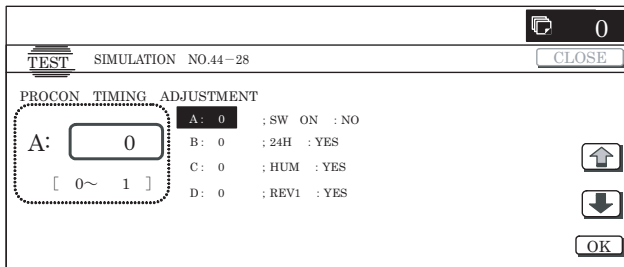 0
TEST SIMULATION NO.44-28 CLOSE
PROCON TIMING ADJUSTMENT
A: 0
[ 0~ 1 ]
A: 0 ; SW ON : NO
B: 0 ; 24H : YES
C: 0 ; HUM : YES
D: 0 ; REV1 : YES
OK